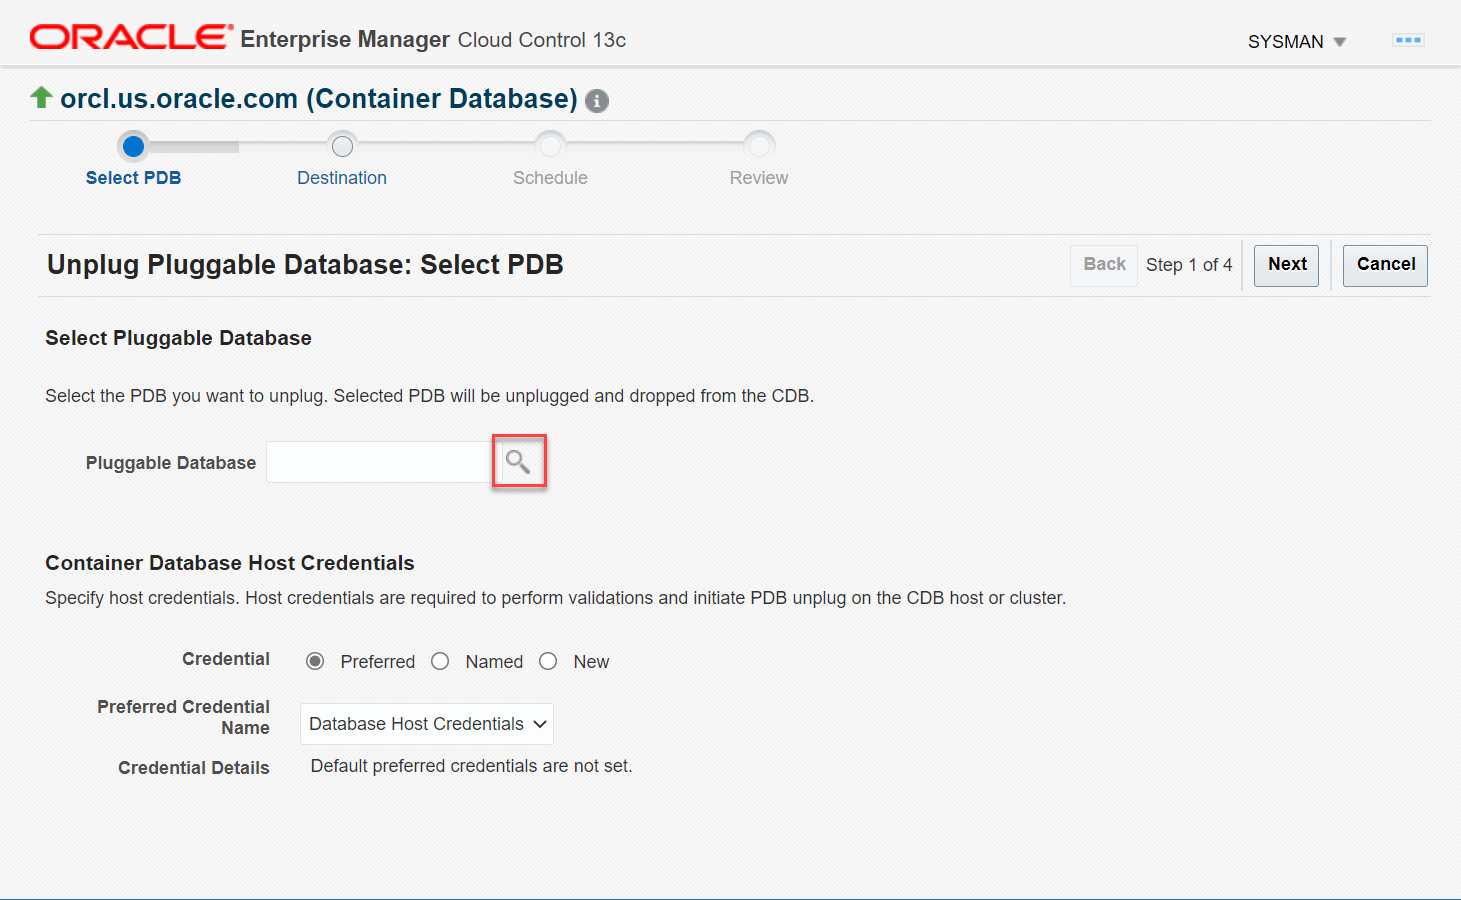 ORACLE Enterprise Manager Cloud Control 13c
SYSMAN
orcl.us.oracle.com (Container Database)
Select PDB
Destination
Schedule
Review
Unplug Pluggable Database: Select PDB
Back
Step 1 of 4
Next
Cancel
Select Pluggable Database
Select the PDB you want to unplug. Selected PDB will be unplugged and dropped from the CDB.
Pluggable Database
Container Database Host Credentials
Specify host credentials. Host credentials are required to perform validations and initiate PDB unplug on the CDB host or cluster.
Credential
Preferred
Named
New
Preferred Credential
Name
Database Host Credentials
Credential Details
Default preferred credentials are not set.